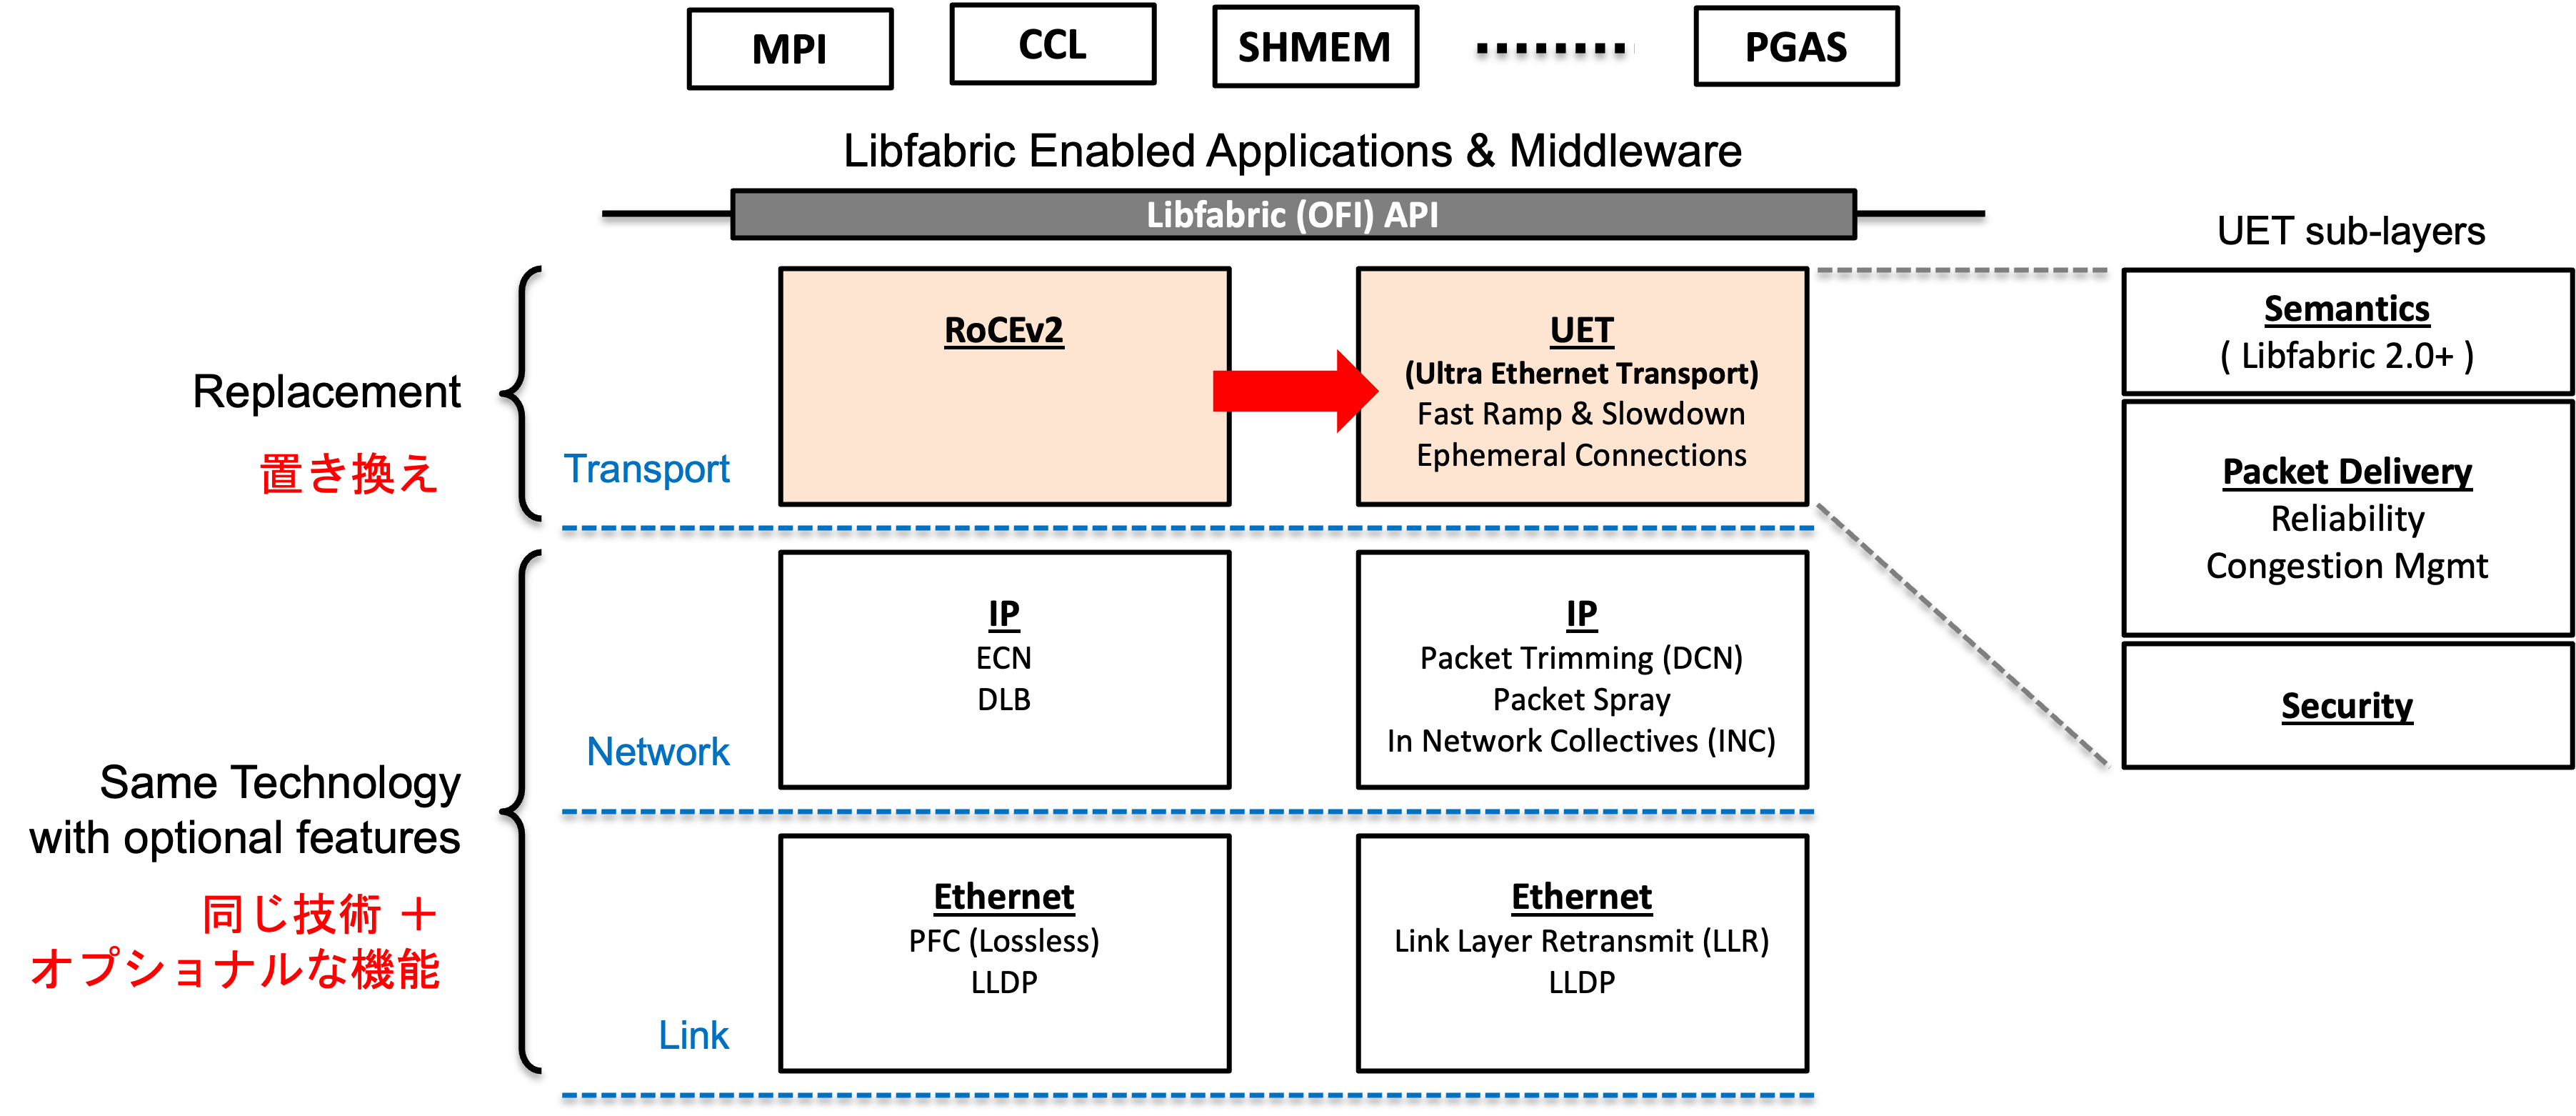 MPI
CCL
SHMEM
PGAS
Libfabric Enabled Applications & Middleware
Libfabric (OFI) API
Replacement
置き換え
Transport
RoCEv2
UET
(Ultra Ethernet Transport)
Fast Ramp & Slowdown
Ephemeral Connections
Same Technology
with optional features
同じ技術 ＋
オプショナルな機能
Network
IP
ECN
DLB
IP
Packet Trimming (DCN)
Packet Spray
In Network Collectives (INC)
Link
Ethernet
PFC (Lossless)
LLDP
Ethernet
Link Layer Retransmit (LLR)
LLDP
UET sub-layers
Semantics
( Libfabric 2.0+ )
Packet Delivery
Reliability
Congestion Mgmt
Security